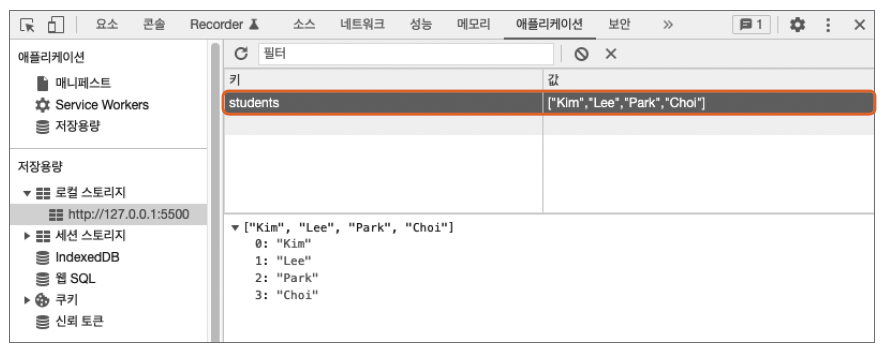 요소 콘솔 Recorder 소스 네트워크 성능 메모리 애플리케이션 보안 » 1
애플리케이션
매니페스트
Service Workers
저장용량
저장용량
로컬 스토리지
http://127.0.0.1:5500
세션 스토리지
IndexedDB
웹 SQL
쿠키
신뢰 토큰
필터
키 값
students ["Kim","Lee","Park","Choi"]
["Kim", "Lee", "Park", "Choi"]
0: "Kim"
1: "Lee"
2: "Park"
3: "Choi"